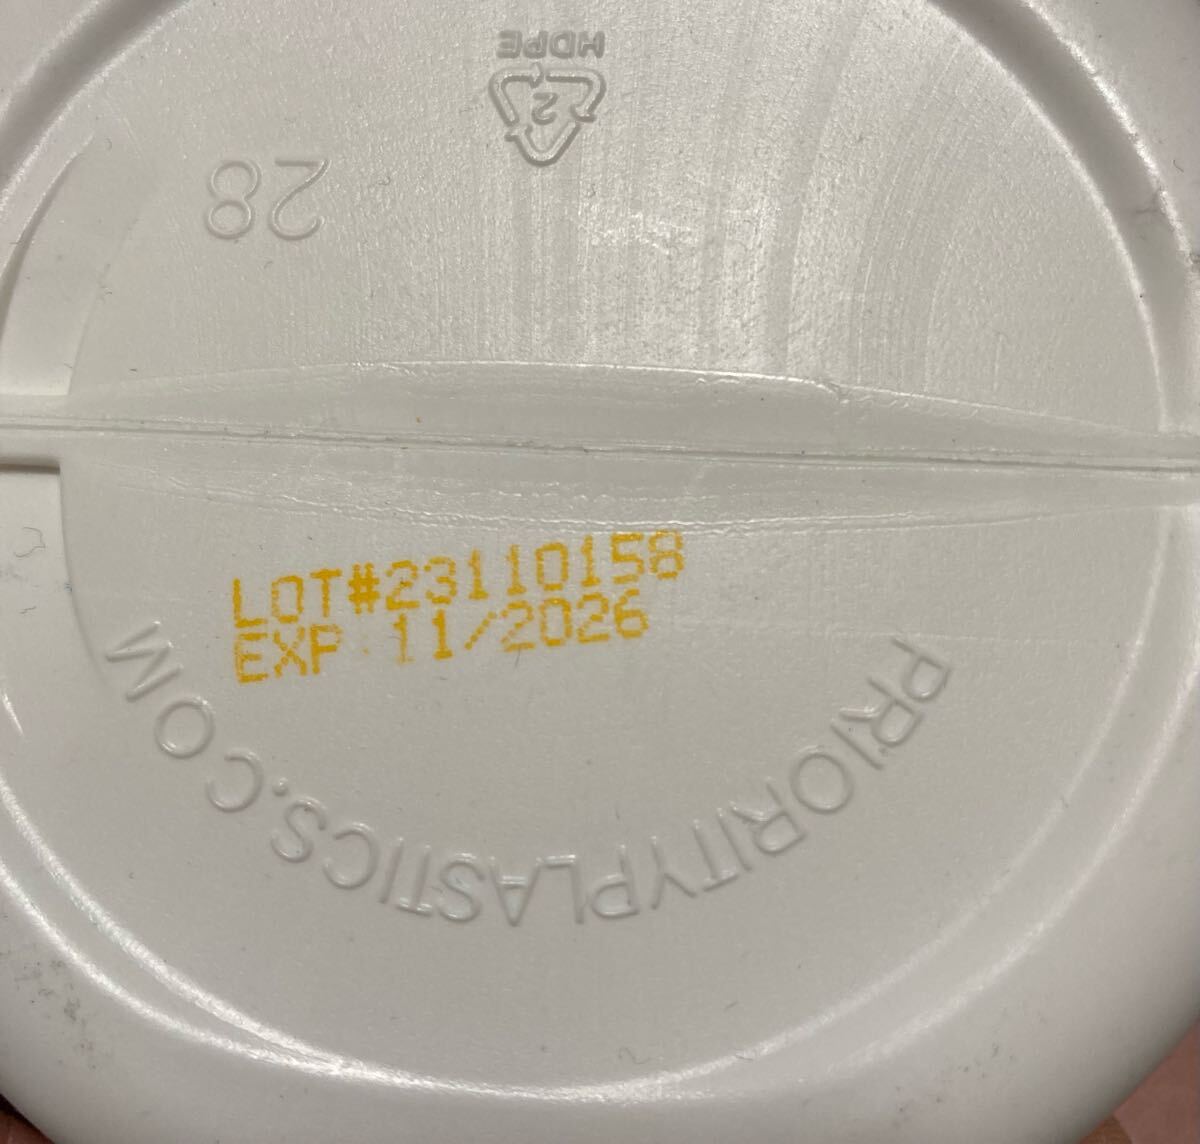 HDPE
2
28
LOT#23110158
EXP 11/2026
PRIORITYPLASTICS.COM